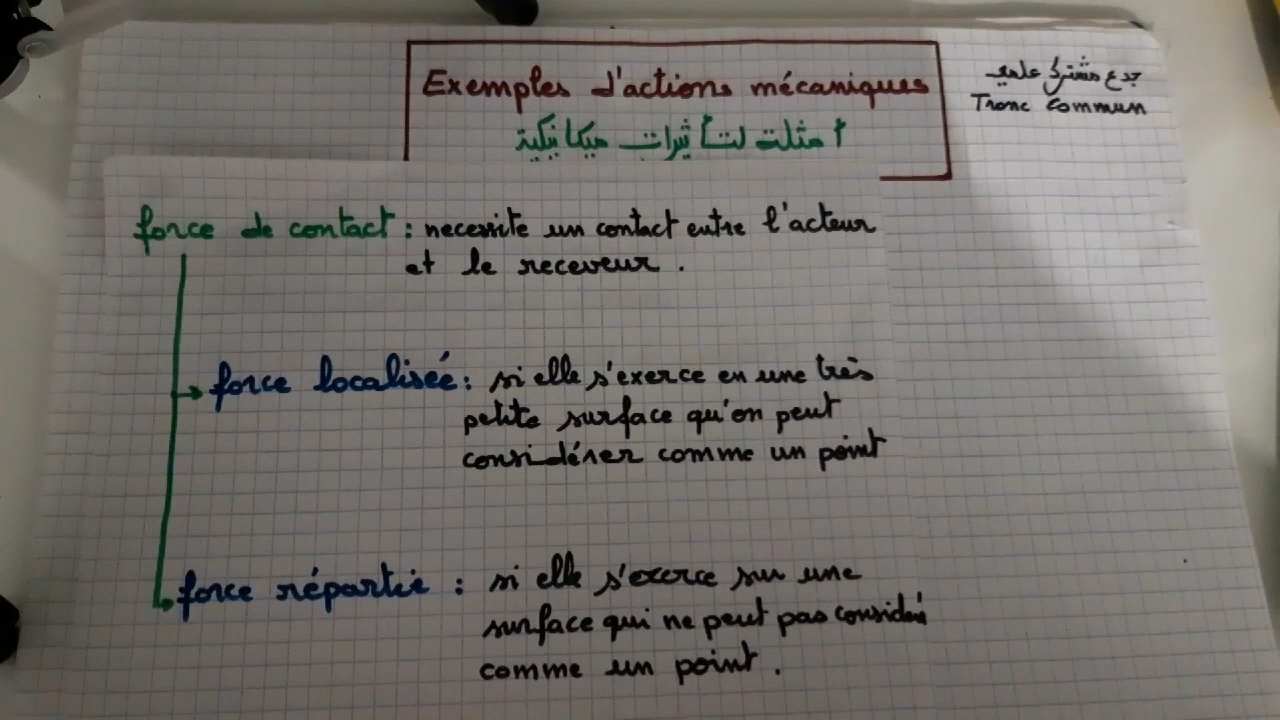 Exemples d'actions mécaniques
أمثلت لتأثيرات ميكانيكية
جدع مشترك علمي
Tronc commun
force de contact : necessite un contact entre l'acteur
et le receveur .
force localisée : si elle s'exerce en une très
petite surface qu'on peut
considérer comme un point
force répartie : si elle s'exerce sur une
surface qui ne peut pas considéré
comme un point .